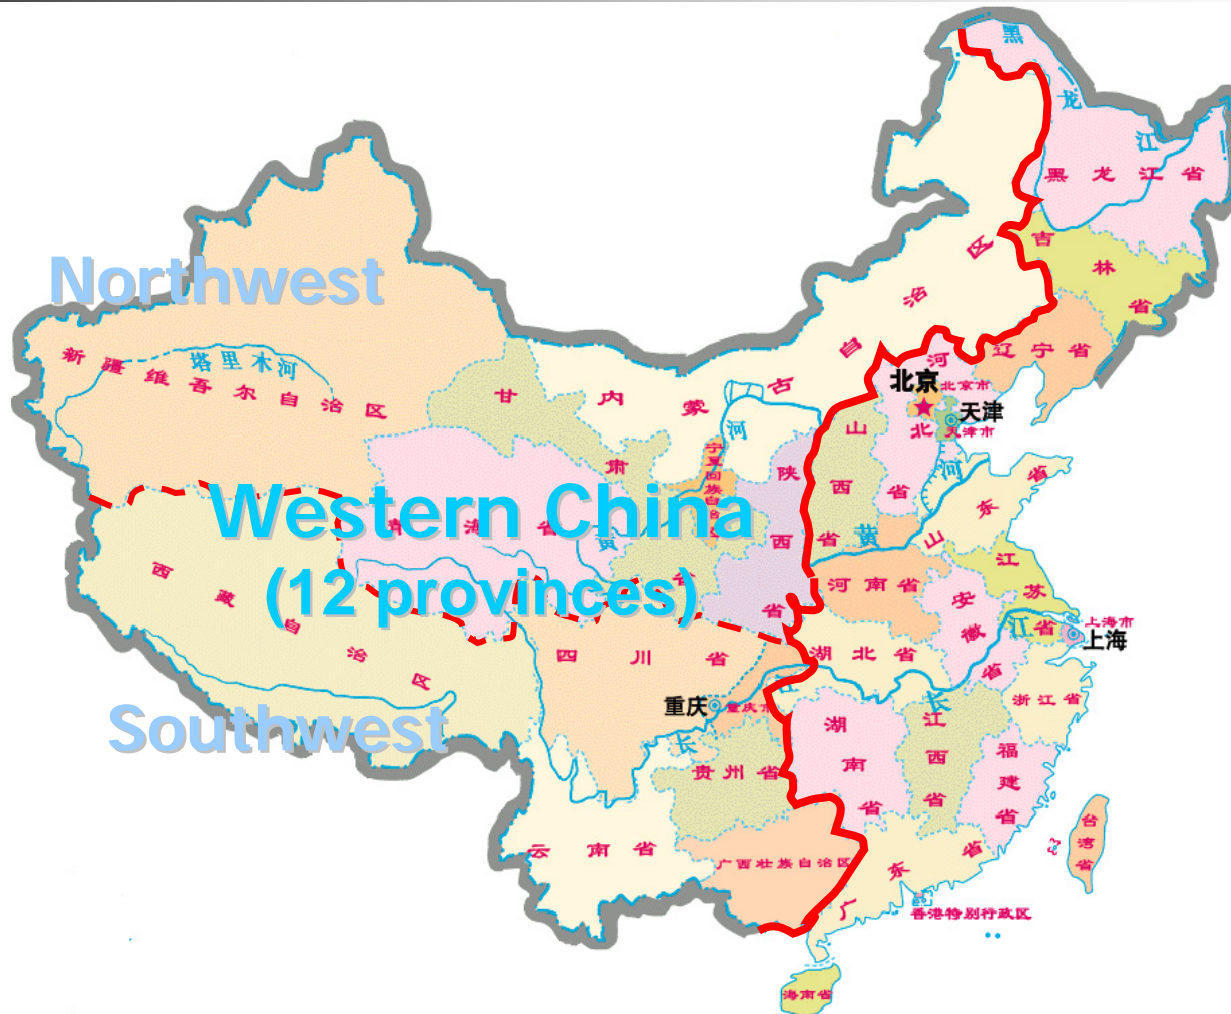 黑龙江
黑龙江省
吉林省
辽宁省
内蒙古自治区
Northwest
新疆维吾尔自治区
塔里木河
甘肃省
宁夏回族自治区
河
陕西省
山西省
河北省
北京
北京市
天津
天津市
河
黄
山东省
Western China
(12 provinces)
青海省
黄
西藏自治区
河南省
江苏省
安徽省
江
上海市
上海
四川省
湖北省
重庆
重庆市
江
长
长
浙江省
Southwest
贵州省
湖南省
江西省
福建省
云南省
广西壮族自治区
广东省
台湾省
香港特别行政区
海南省